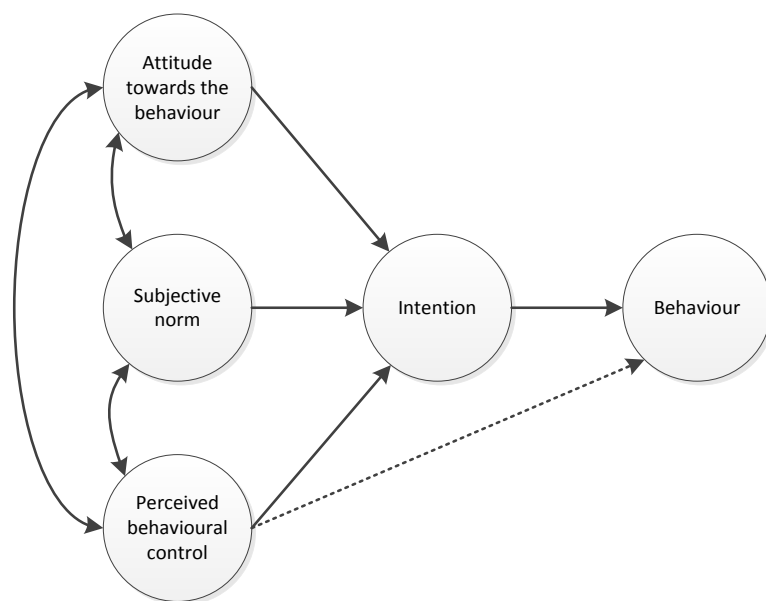 Attitude
towards the
behaviour
Subjective
norm
Intention
Behaviour
Perceived
behavioural
control